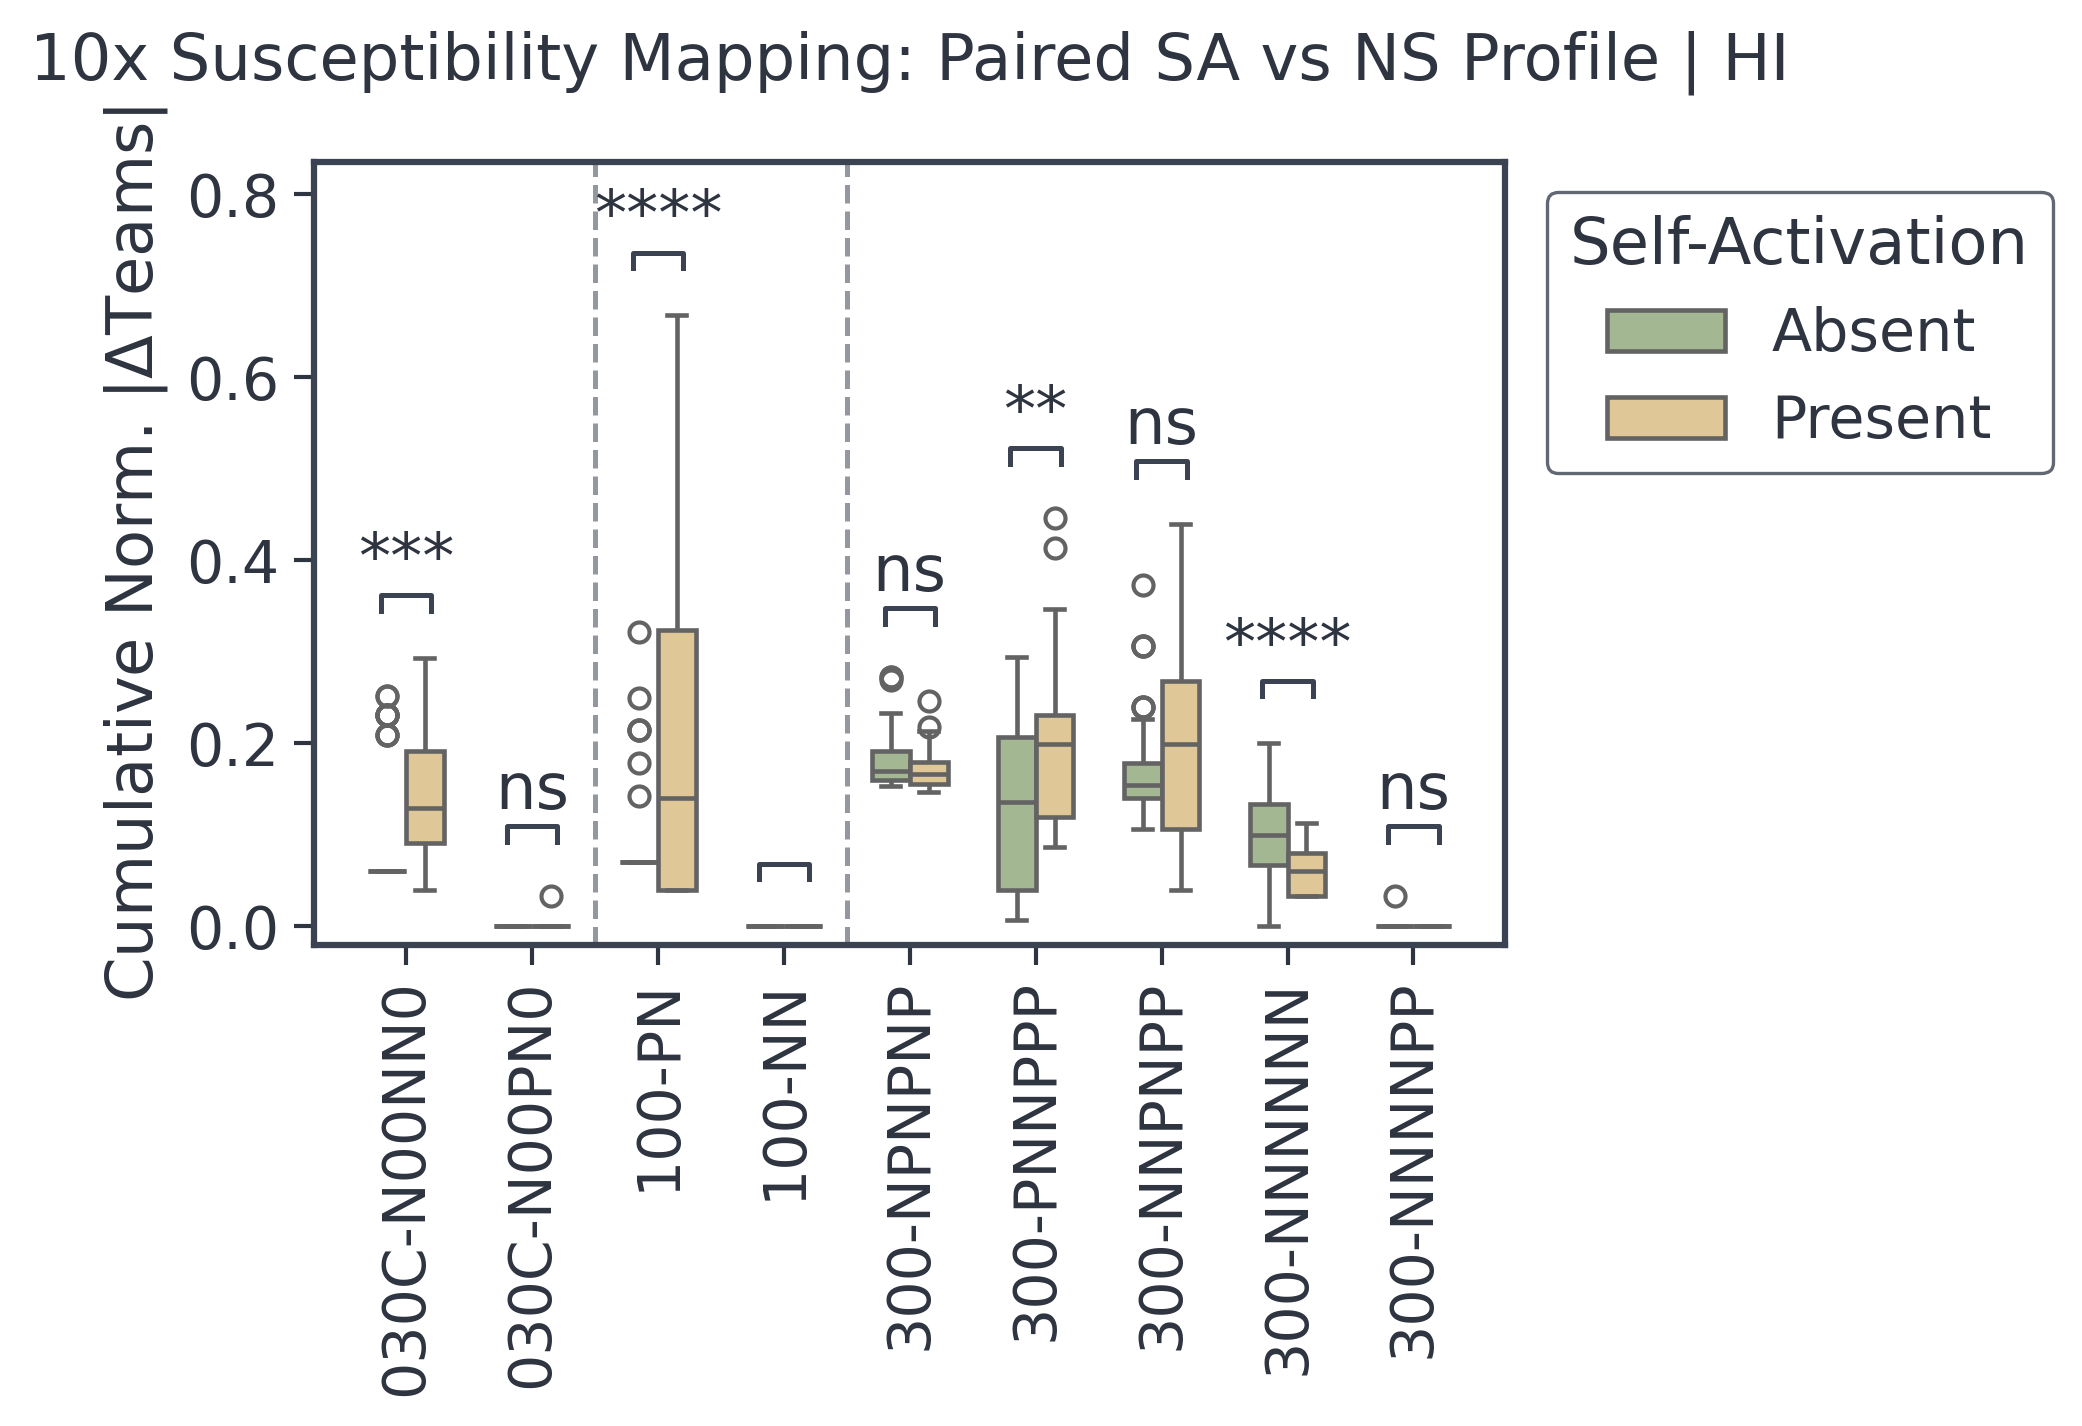 10x Susceptibility Mapping: Paired SA vs NS Profile | HI
Cumulative Norm. |ΔTeams|
0.8
0.6
0.4
0.2
0.0
***
ns
****
ns
**
ns
****
ns
Self-Activation
Absent
Present
030C-N00NN0
030C-N00PN0
100-PN
100-NN
300-NPNPNP
300-PNNPPP
300-NNPNPP
300-NNNNNN
300-NNNNPP